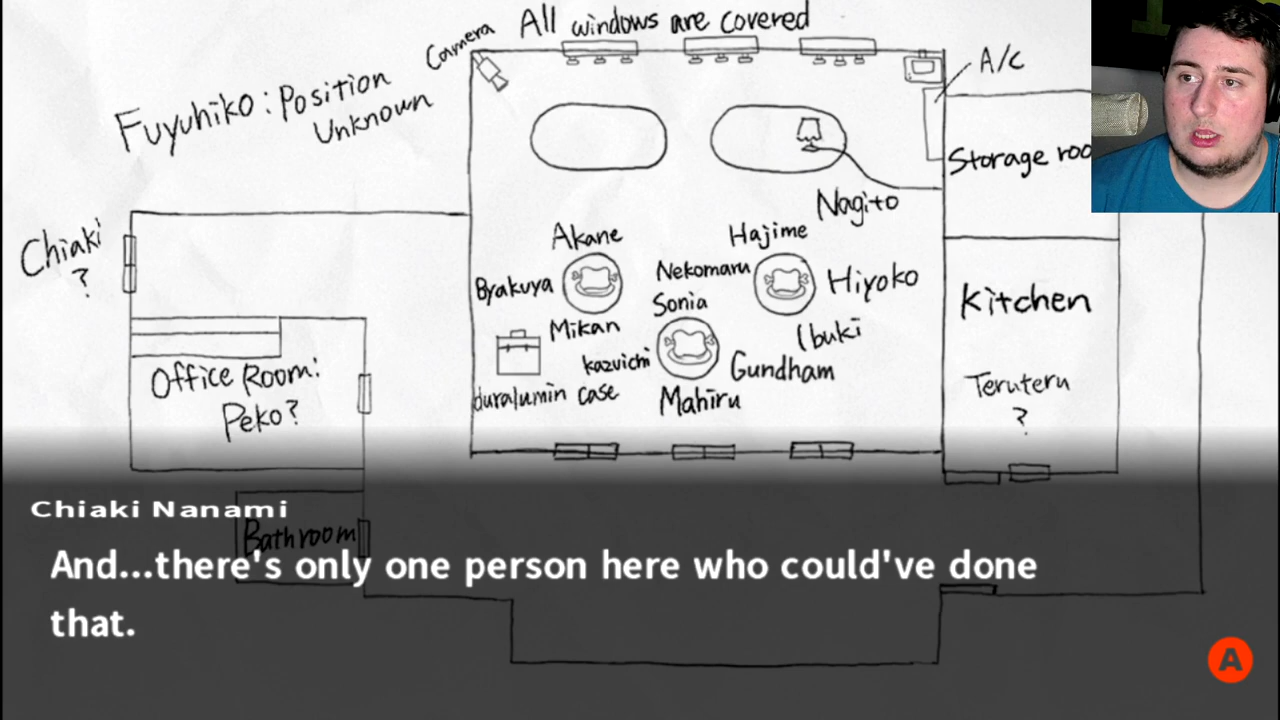 All windows are covered
Camera
A/C
Fuyuhiko: Position
Unknown
Storage roo
Nagito
Chiaki
?
Akane
Hajime
Byakuya
Nekomaru
Hiyoko
Sonia
Kitchen
Mikan
Ibuki
kazuichi
Gundham
Office Room:
Peko?
Teruteru
?
duralumin case
Mahiru
Chiaki Nanami
Bathroom
And...there's only one person here who could've done
that.
A